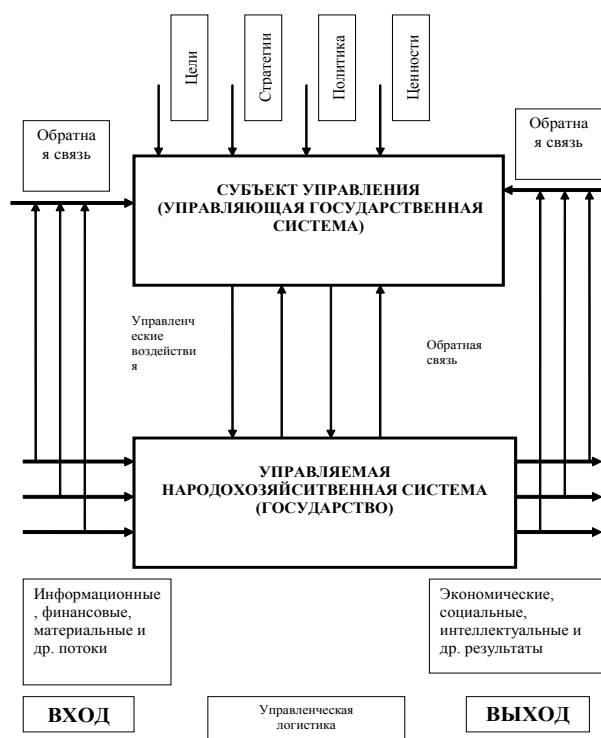 Цели
Стратегии
Политика
Ценности
Обратна
я связь
Обратна
я связь
СУБЪЕКТ УПРАВЛЕНИЯ
(УПРАВЛЯЮЩАЯ ГОСУДАРСТВЕННАЯ
СИСТЕМА)
Управленч
еские
воздействи
я
Обратная
связь
УПРАВЛЯЕМАЯ
НАРОДОХОЗЯЙСИТВЕННАЯ СИСТЕМА
(ГОСУДАРСТВО)
Информационные
, финансовые,
материальные и
др. потоки
Экономические,
социальные,
интеллектуальные и
др. результаты
ВХОД
Управленческая
логистика
ВЫХОД